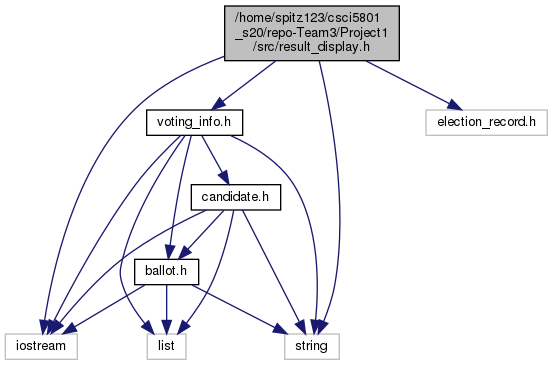 /home/spitz123/csci5801
_s20/repo-Team3/Project1
/src/result_display.h
voting_info.h
election_record.h
candidate.h
ballot.h
iostream
list
string